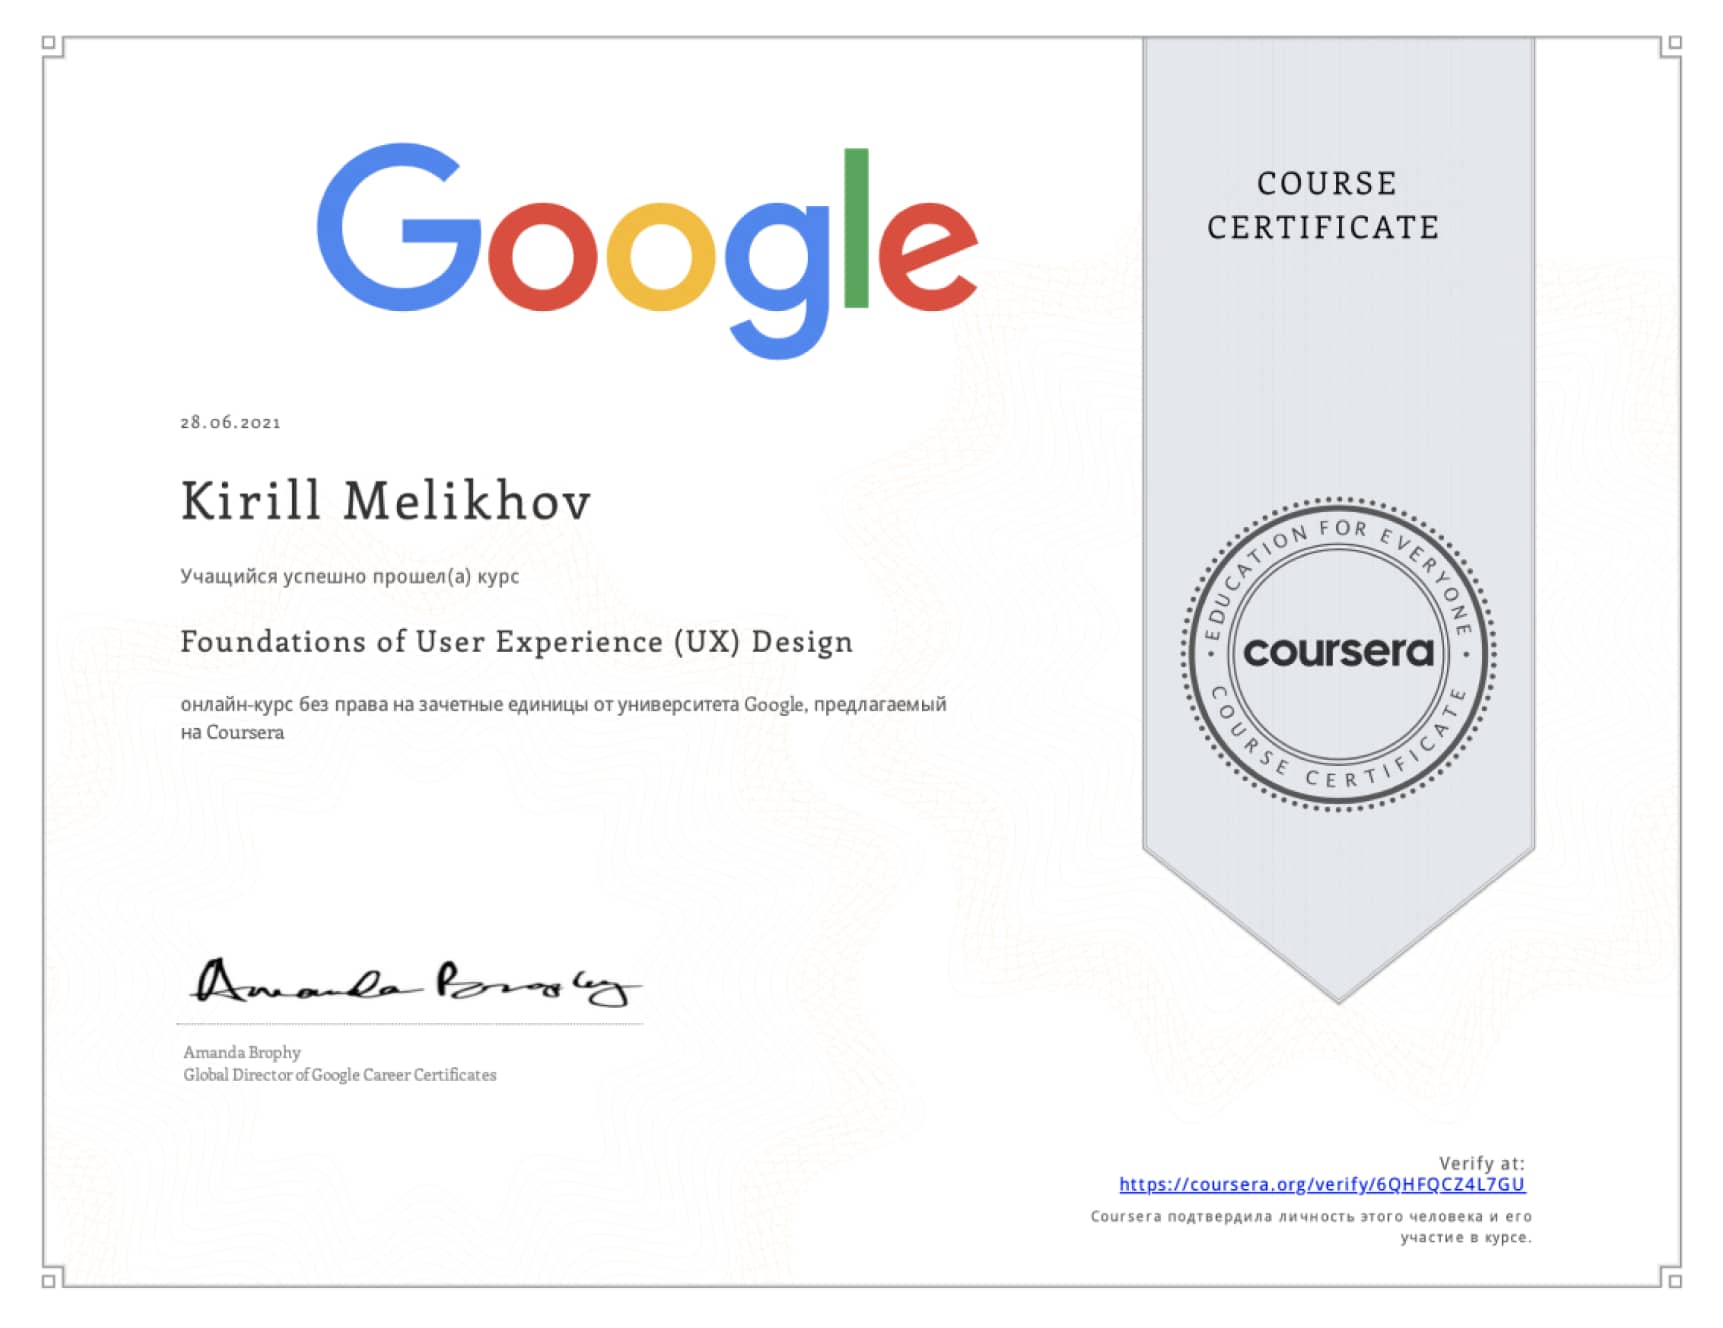 Google
COURSE
CERTIFICATE
28.06.2021
Kirill Melikhov
Учащийся успешно прошел(а) курс
Foundations of User Experience (UX) Design
онлайн-курс без права на зачетные единицы от университета Google, предлагаемый
на Coursera
EDUCATION FOR EVERYONE
coursera
COURSE CERTIFICATE
Amanda Brophy
Amanda Brophy
Global Director of Google Career Certificates
Verify at:
https://coursera.org/verify/6QHFQCZ4L7GU
Coursera подтвердила личность этого человека и его
участие в курсе.